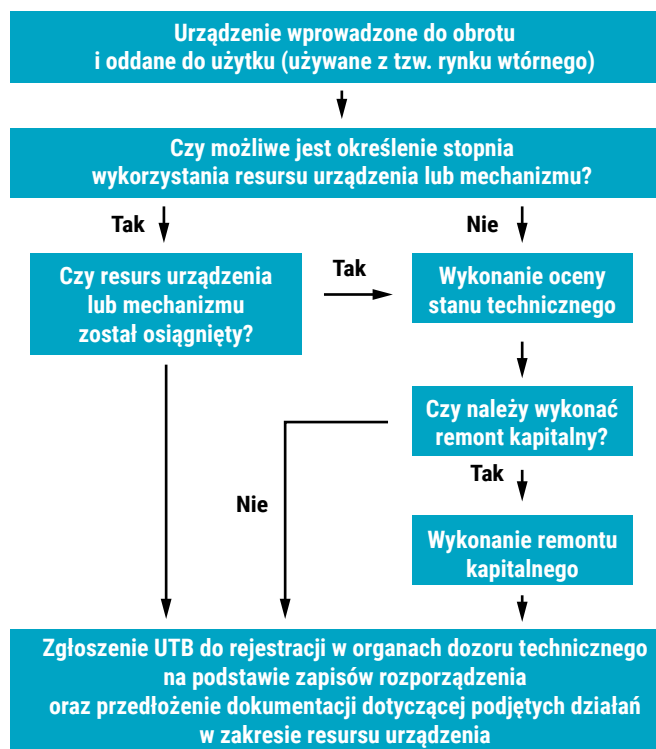 Urządzenie wprowadzone do obrotu
i oddane do użytku (używane z tzw. rynku wtórnego)
Czy możliwe jest określenie stopnia
wykorzystania resursu urządzenia lub mechanizmu?
Tak
Nie
Czy resurs urządzenia
lub mechanizmu
został osiągnięty?
Tak
Wykonanie oceny
stanu technicznego
Czy należy wykonać
remont kapitalny?
Tak
Nie
Wykonanie remontu
kapitalnego
Zgłoszenie UTB do rejestracji w organach dozoru technicznego
na podstawie zapisów rozporządzenia
oraz przedłożenie dokumentacji dotyczącej podjętych działań
w zakresie resursu urządzenia